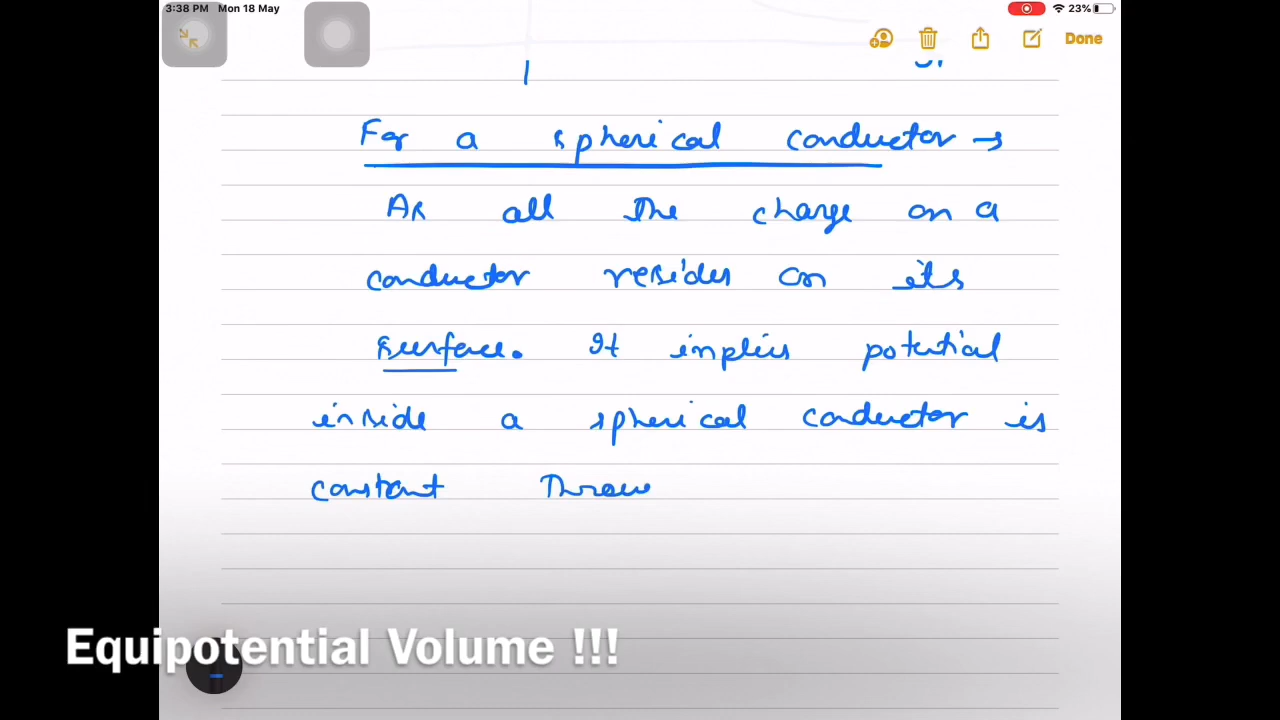 3:38 PM Mon 18 May
23%
Done
For a spherical conductor →
As all the charge on a
conductor resides on its
surface. It implies potential
inside a spherical conductor is
constant Throu
Equipotential Volume !!!